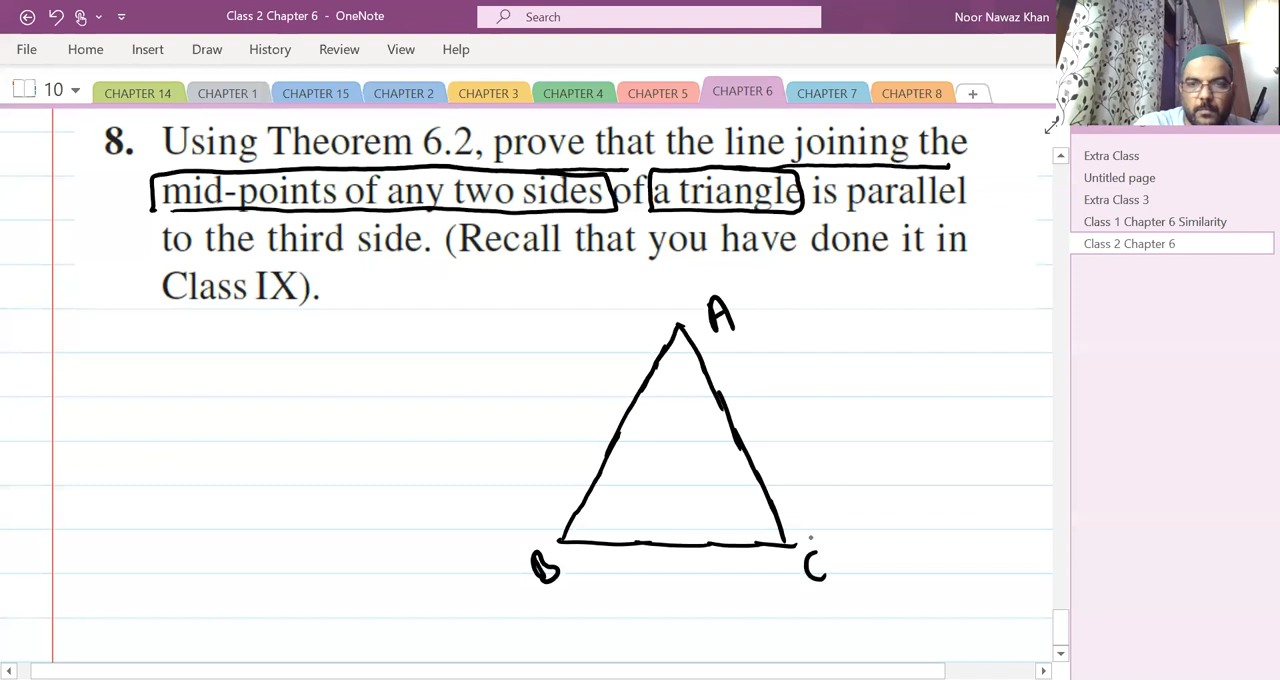 Class 2 Chapter 6 - OneNote
Search
Noor Nawaz Khan
File Home Insert Draw History Review View Help
10 CHAPTER 14 CHAPTER 1 CHAPTER 15 CHAPTER 2 CHAPTER 3 CHAPTER 4 CHAPTER 5 CHAPTER 6 CHAPTER 7 CHAPTER 8 +
8. Using Theorem 6.2, prove that the line joining the
mid-points of any two sides of a triangle is parallel
to the third side. (Recall that you have done it in
Class IX).
A
B C
Extra Class
Untitled page
Extra Class 3
Class 1 Chapter 6 Similarity
Class 2 Chapter 6